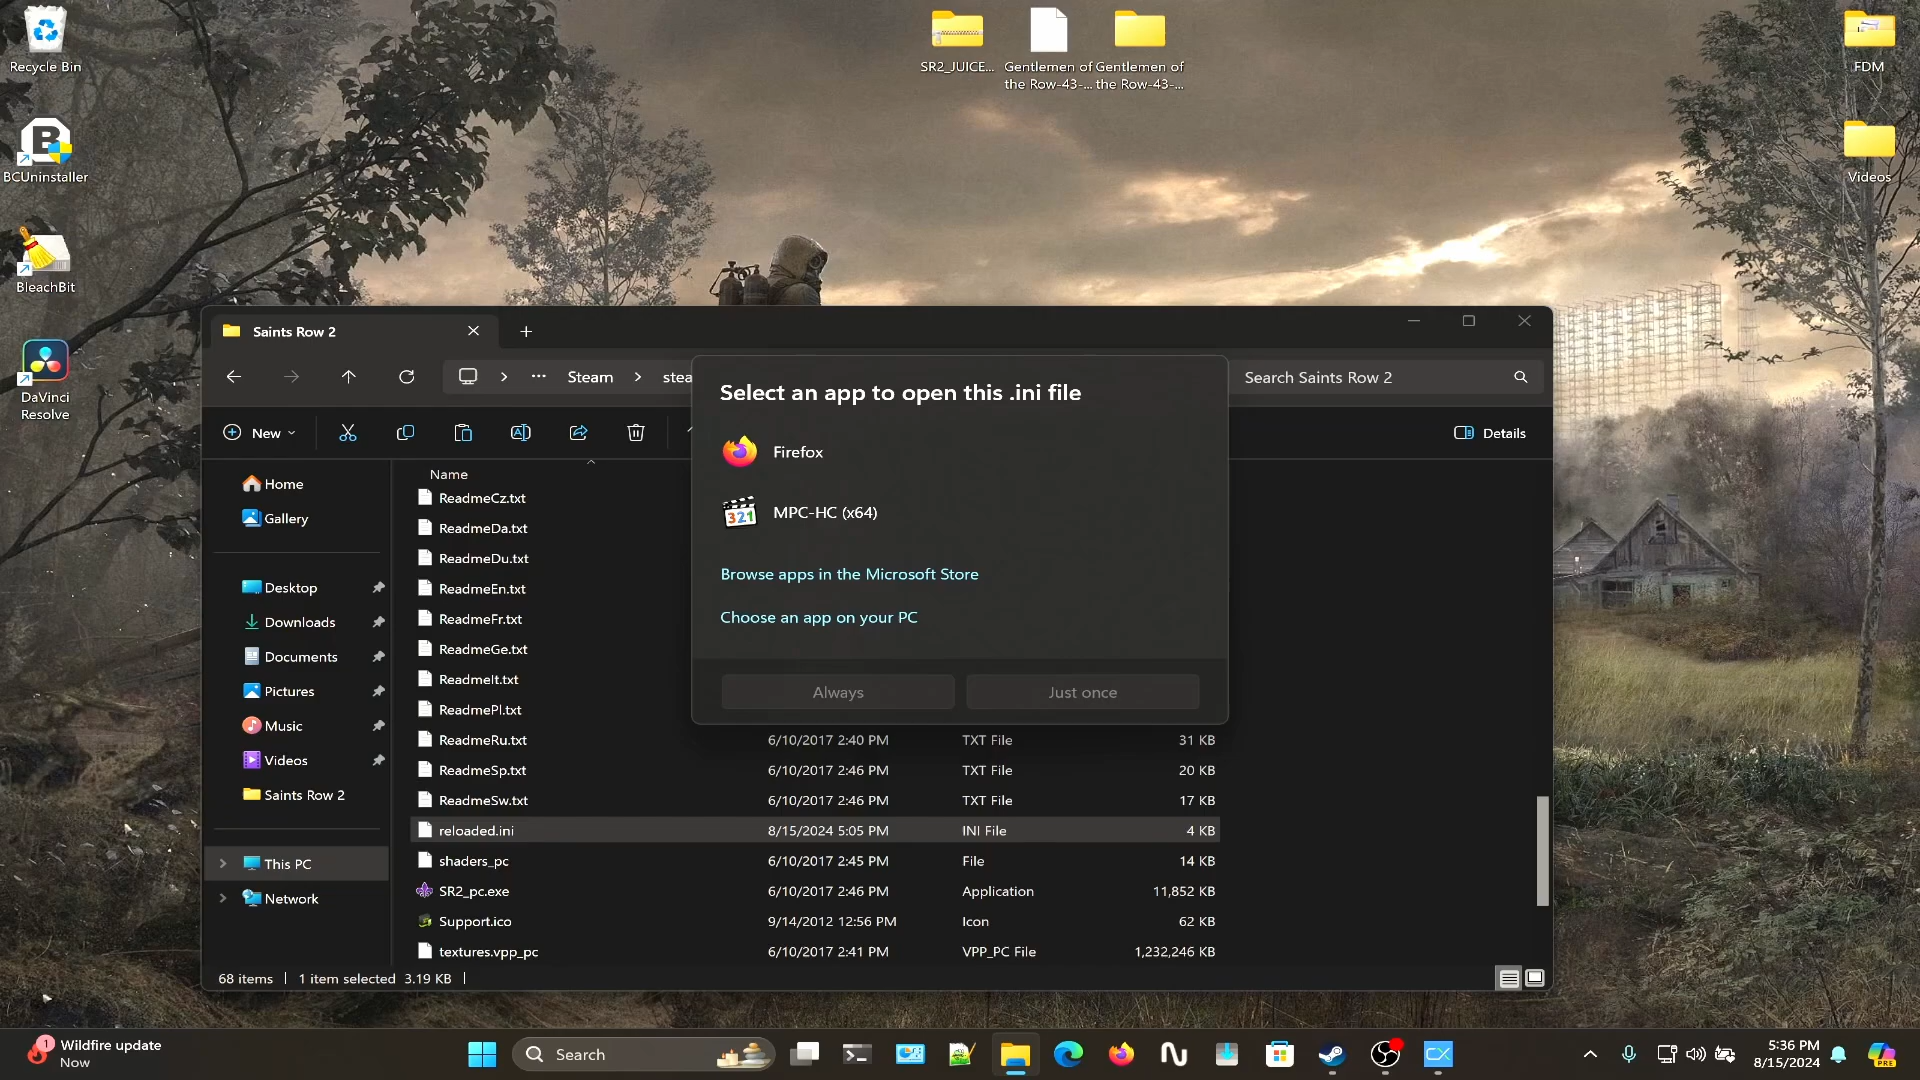 Recycle Bin
BCUninstaller
BleachBit
DaVinci
Resolve
SR2_JUICE...
Gentlemen of
the Row-43-...
Gentlemen of
the Row-43-...
FDM
Videos
Saints Row 2
Steam
stea
Search Saints Row 2
New
Details
Home
Gallery
Desktop
Downloads
Documents
Pictures
Music
Videos
Saints Row 2
This PC
Network
Name
ReadmeCz.txt
ReadmeDa.txt
ReadmeDu.txt
ReadmeEn.txt
ReadmeFr.txt
ReadmeGe.txt
ReadmeIt.txt
ReadmePl.txt
ReadmeRu.txt 6/10/2017 2:40 PM TXT File 31 KB
ReadmeSp.txt 6/10/2017 2:46 PM TXT File 20 KB
ReadmeSw.txt 6/10/2017 2:46 PM TXT File 17 KB
reloaded.ini 8/15/2024 5:05 PM INI File 4 KB
shaders_pc 6/10/2017 2:45 PM File 14 KB
SR2_pc.exe 6/10/2017 2:46 PM Application 11,852 KB
Support.ico 9/14/2012 12:56 PM Icon 62 KB
textures.vpp_pc 6/10/2017 2:41 PM VPP_PC File 1,232,246 KB
68 items 1 item selected 3.19 KB
Select an app to open this .ini file
Firefox
321
MPC-HC (x64)
Browse apps in the Microsoft Store
Choose an app on your PC
Always
Just once
1
Wildfire update
Now
Search
CX
5:36 PM
8/15/2024
PRE